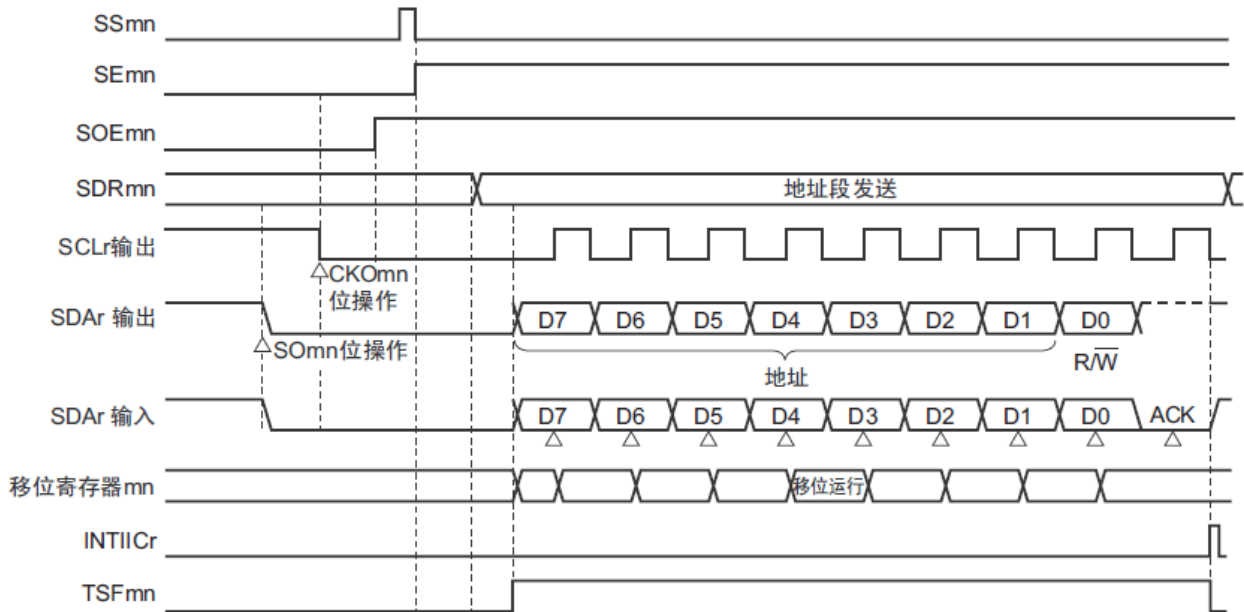 SSmn
SEmn
SOEmn
SDRmn
地址段发送
SCLr输出
CKOmn
位操作
SDAr 输出
D7 D6 D5 D4 D3 D2 D1 D0
SOmn位操作
地址
R/W̅
SDAr 输入
D7 D6 D5 D4 D3 D2 D1 D0 ACK
移位寄存器mn
移位运行
INTIICr
TSFmn